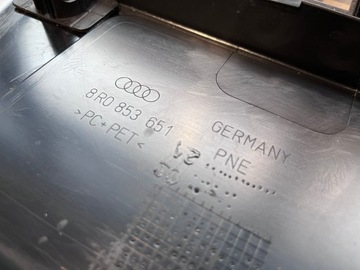 8R0 853 651
GERMANY
>PC+PET<
PNE